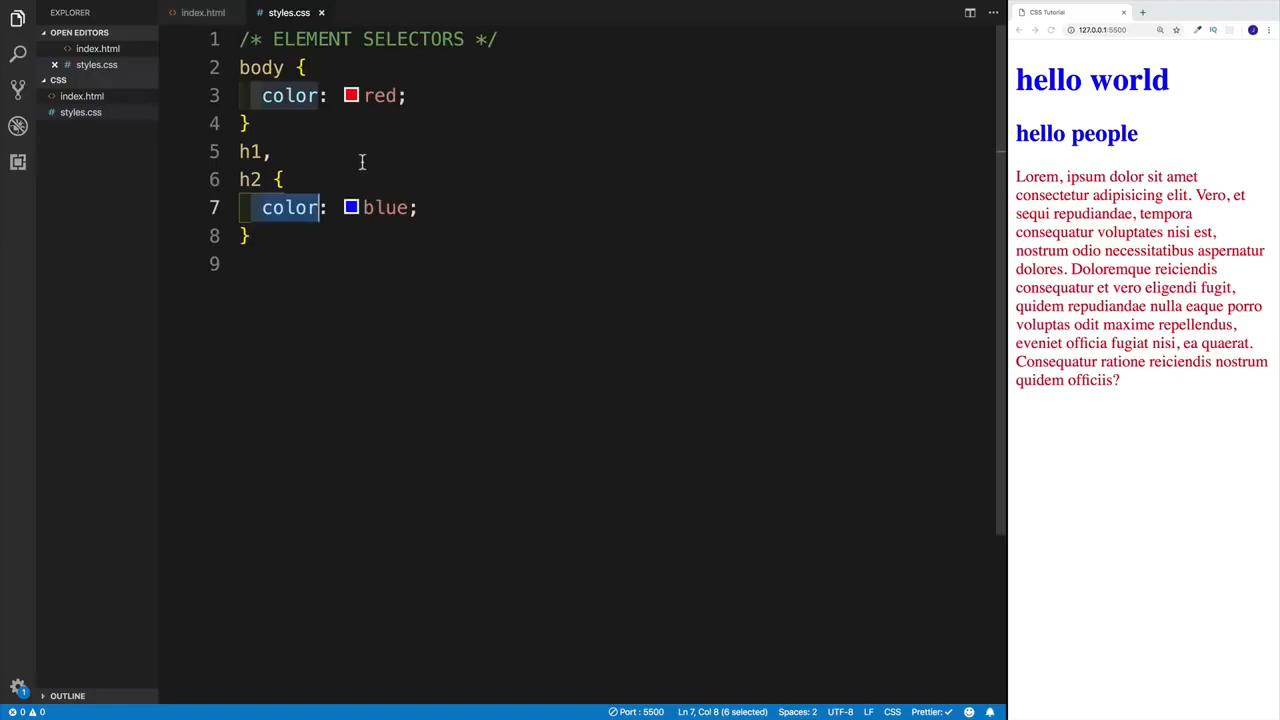 EXPLORER
OPEN EDITORS
index.html
styles.css
CSS
index.html
styles.css
OUTLINE
index.html
styles.css
1 /* ELEMENT SELECTORS */
2 body {
3 color: red;
4 }
5 h1,
6 h2 {
7 color: blue;
8 }
9
0 0 Port : 5500 Ln 7, Col 8 (6 selected) Spaces: 2 UTF-8 LF CSS Prettier: ✓
1
CSS Tutorial
127.0.0.1:5500
IQ
J
hello world
hello people
Lorem, ipsum dolor sit amet
consectetur adipisicing elit. Vero, et
sequi repudiandae, tempora
consequatur voluptates nisi est,
nostrum odio necessitatibus aspernatur
dolores. Doloremque reiciendis
consequatur et vero eligendi fugit,
quidem repudiandae nulla eaque porro
voluptas odit maxime repellendus,
eveniet officia fugiat nisi, ea quaerat.
Consequatur ratione reiciendis nostrum
quidem officiis?